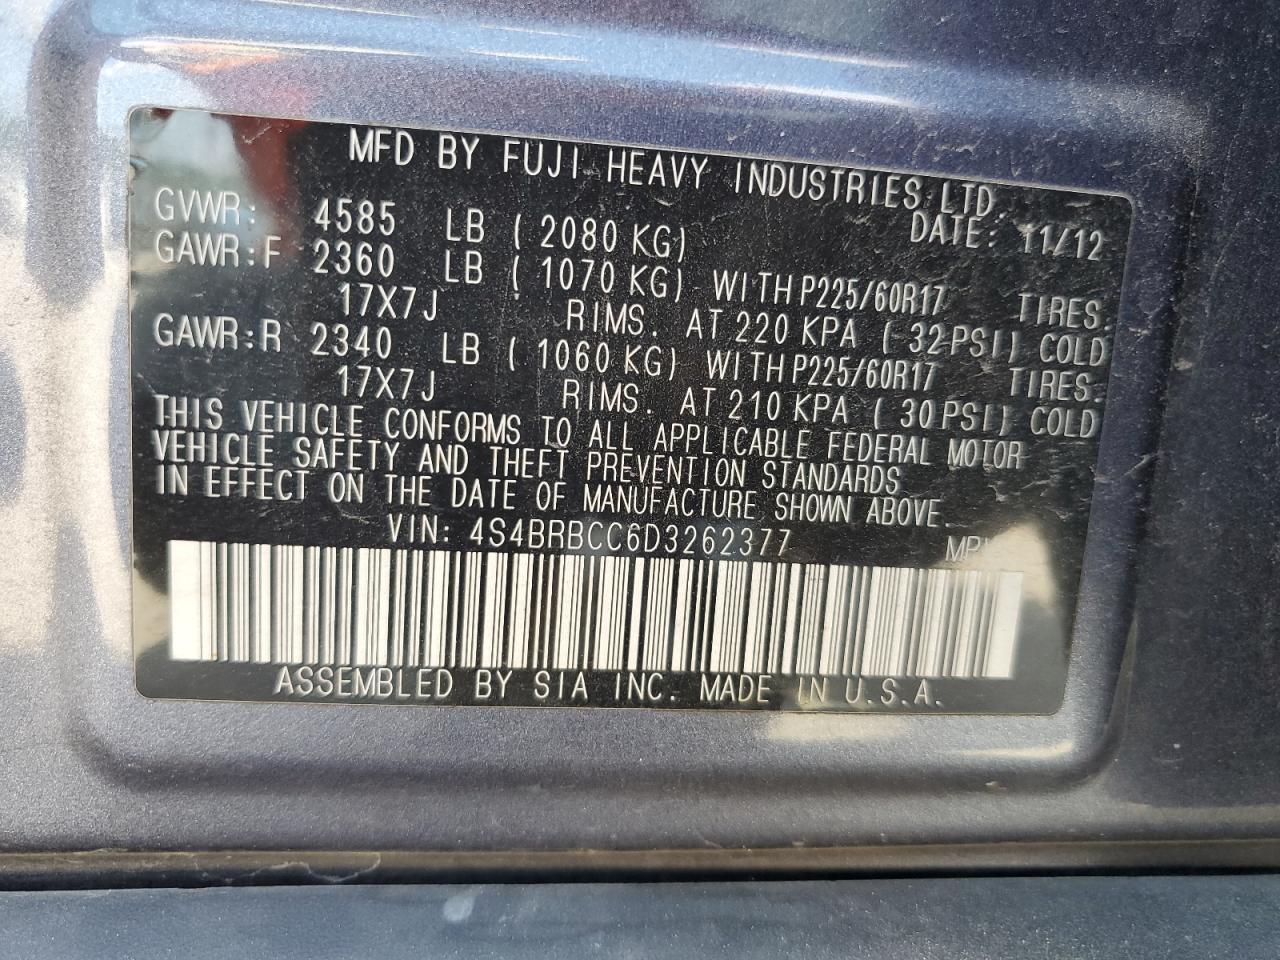 MFD BY FUJI HEAVY INDUSTRIES LTD.
DATE: 11/12
GVWR: 4585 LB ( 2080 KG)
GAWR:F 2360 LB ( 1070 KG) WITH P225/60R17 TIRES.
17X7J RIMS. AT 220 KPA ( 32 PSI) COLD
GAWR:R 2340 LB ( 1060 KG) WITH P225/60R17 TIRES.
17X7J RIMS. AT 210 KPA ( 30 PSI) COLD
THIS VEHICLE CONFORMS TO ALL APPLICABLE FEDERAL MOTOR
VEHICLE SAFETY AND THEFT PREVENTION STANDARDS
IN EFFECT ON THE DATE OF MANUFACTURE SHOWN ABOVE.
VIN: 4S4BRBCC6D3262377
ASSEMBLED BY SIA INC. MADE IN U.S.A.